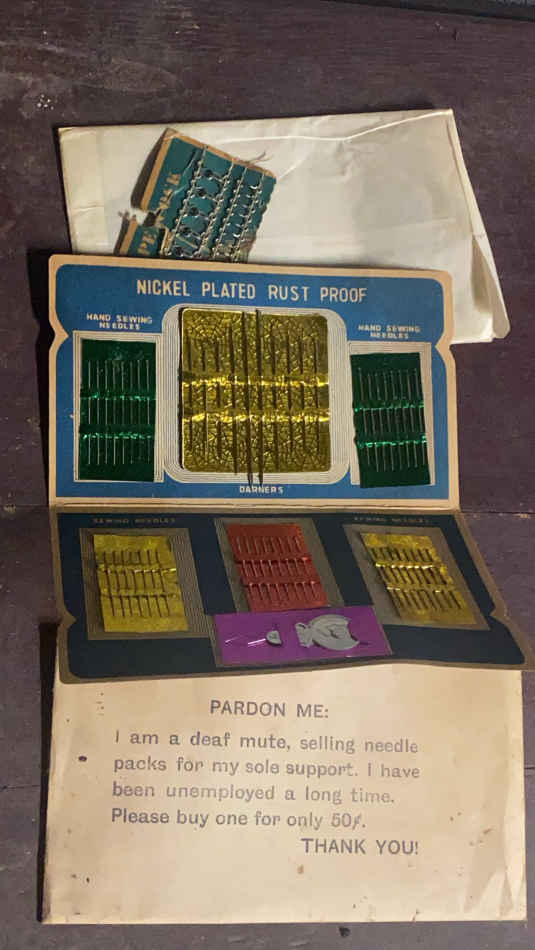 NICKEL PLATED RUST PROOF
HAND SEWING
NEEDLES
HAND SEWING
NEEDLES
DARNERS
SEWING NEEDLES
SEWING NEEDLES
PARDON ME:
I am a deaf mute, selling needle
packs for my sole support. I have
been unemployed a long time.
Please buy one for only 50¢.
THANK YOU!